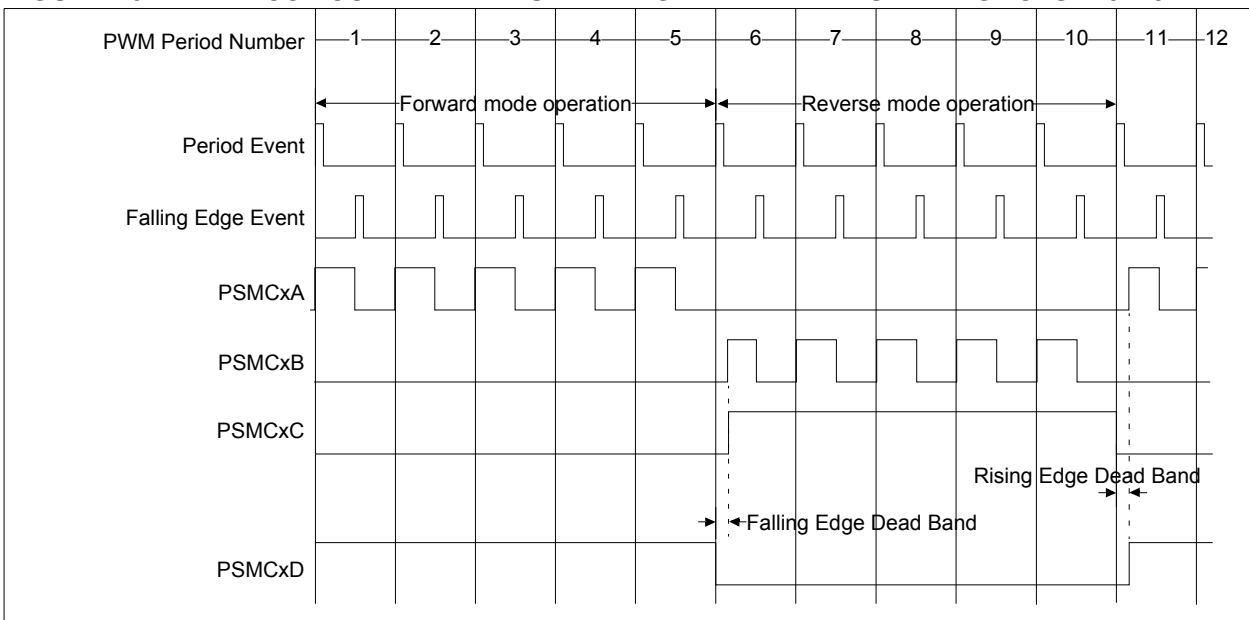 PWM Period Number 1 2 3 4 5 6 7 8 9 10 11 12
Forward mode operation Reverse mode operation
Period Event
Falling Edge Event
PSMCxA
PSMCxB
PSMCxC
Rising Edge Dead Band
Falling Edge Dead Band
PSMCxD